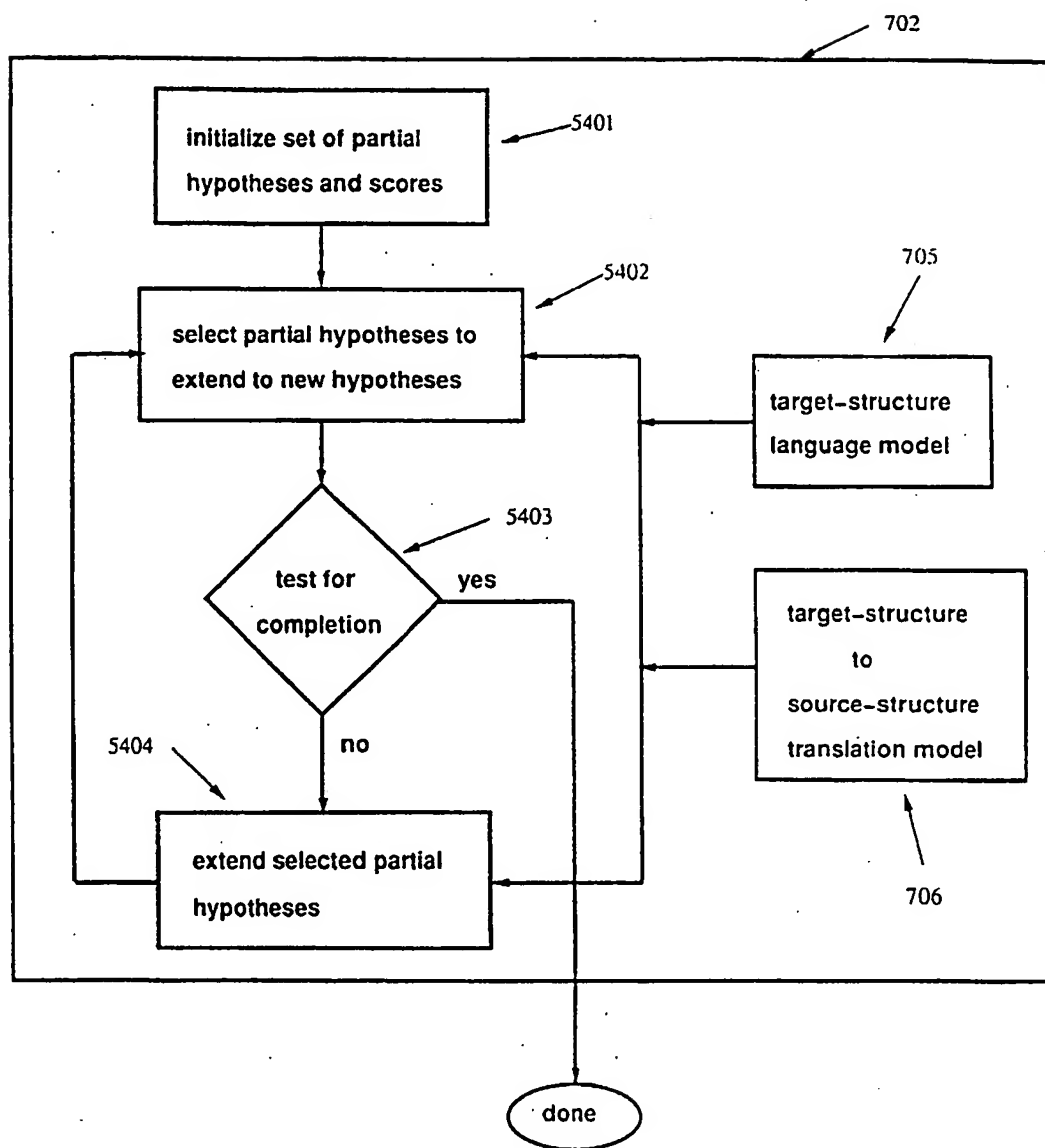 702
initialize set of partial
hypotheses and scores
5401
select partial hypotheses to
extend to new hypotheses
5402
705
target-structure
language model
test for
completion
5403
yes
no
target-structure
to
source-structure
translation model
706
5404
extend selected partial
hypotheses
done